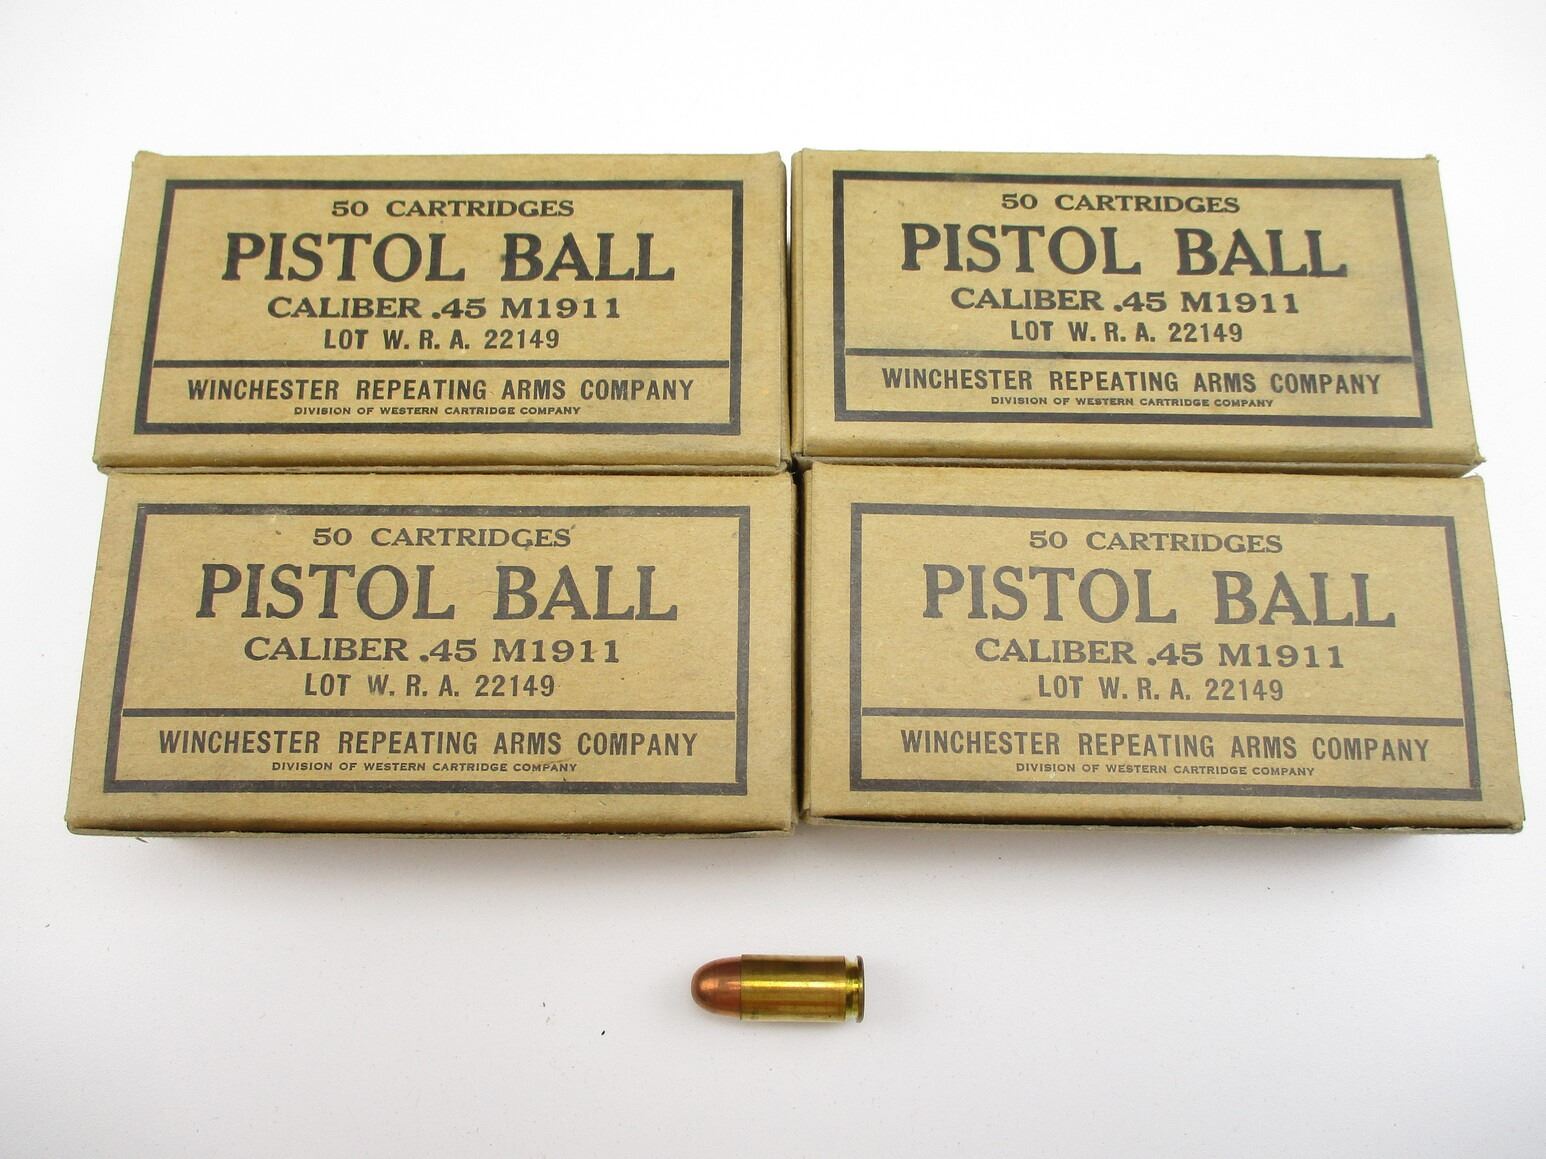 50 CARTRIDGES
PISTOL BALL
CALIBER .45 M1911
LOT W. R. A. 22149
WINCHESTER REPEATING ARMS COMPANY
DIVISION OF WESTERN CARTRIDGE COMPANY
50 CARTRIDGES
PISTOL BALL
CALIBER .45 M1911
LOT W. R. A. 22149
WINCHESTER REPEATING ARMS COMPANY
DIVISION OF WESTERN CARTRIDGE COMPANY
50 CARTRIDGES
PISTOL BALL
CALIBER .45 M1911
LOT W. R. A. 22149
WINCHESTER REPEATING ARMS COMPANY
DIVISION OF WESTERN CARTRIDGE COMPANY
50 CARTRIDGES
PISTOL BALL
CALIBER .45 M1911
LOT W. R. A. 22149
WINCHESTER REPEATING ARMS COMPANY
DIVISION OF WESTERN CARTRIDGE COMPANY